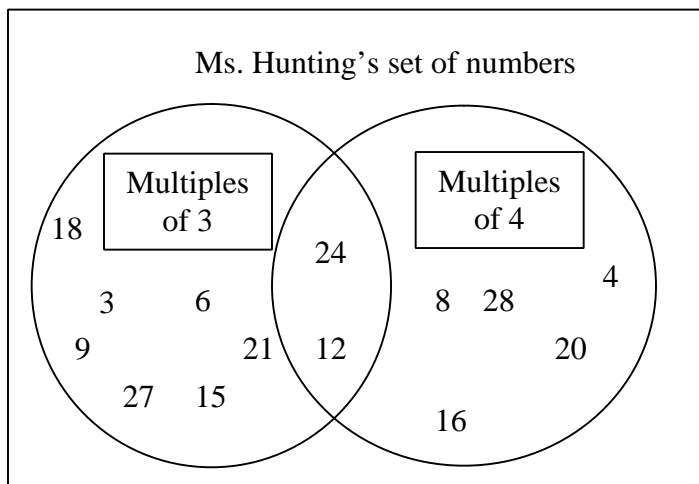 Ms. Hunting’s set of numbers
Multiples
of 3
Multiples
of 4
18
24
4
3
6
8
28
9
21
12
20
27
15
16